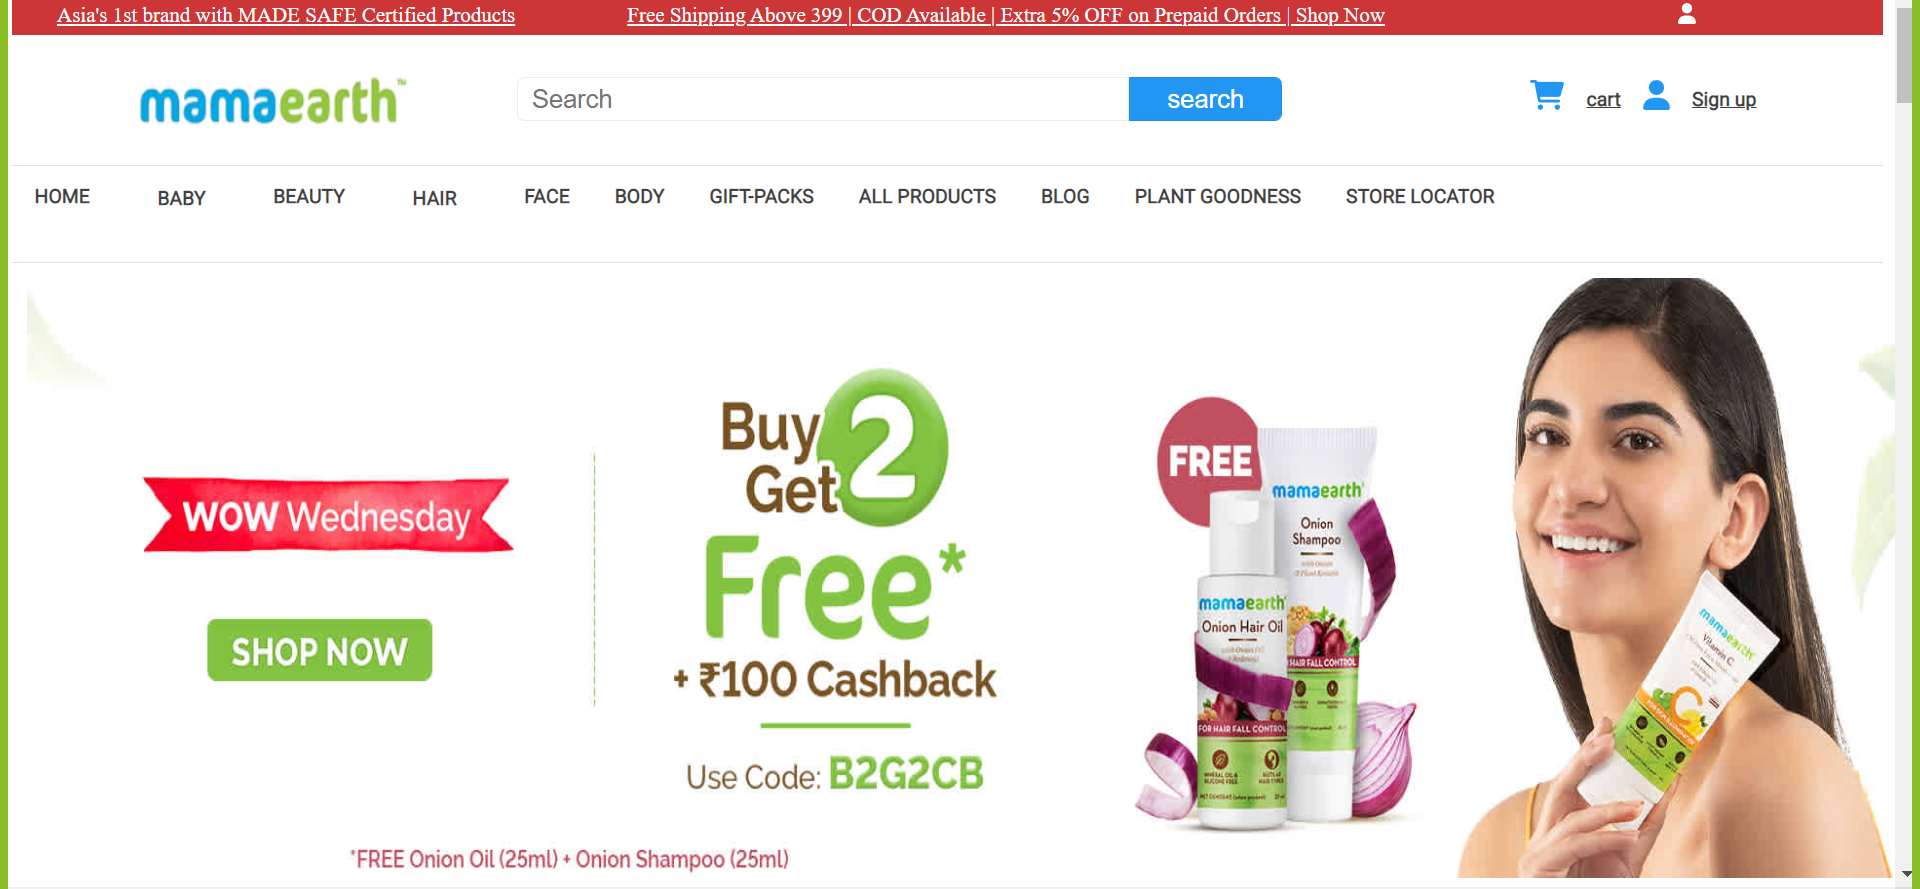 Asia's 1st brand with MADE SAFE Certified Products
Free Shipping Above 399 | COD Available | Extra 5% OFF on Prepaid Orders | Shop Now
mamaearth™
Search
search
cart
Sign up
HOME
BABY
BEAUTY
HAIR
FACE
BODY
GIFT-PACKS
ALL PRODUCTS
BLOG
PLANT GOODNESS
STORE LOCATOR
WOW Wednesday
SHOP NOW
Buy
Get 2
Free*
+ ₹100 Cashback
Use Code: B2G2CB
*FREE Onion Oil (25ml) + Onion Shampoo (25ml)
FREE
mamaearth
Onion
Shampoo
HAIR FALL CONTROL
mamaearth
Onion Hair Oil
FOR HAIR FALL CONTROL
MINERAL OIL &
SILICONE FREE
mamaearth
Vitamin C
C